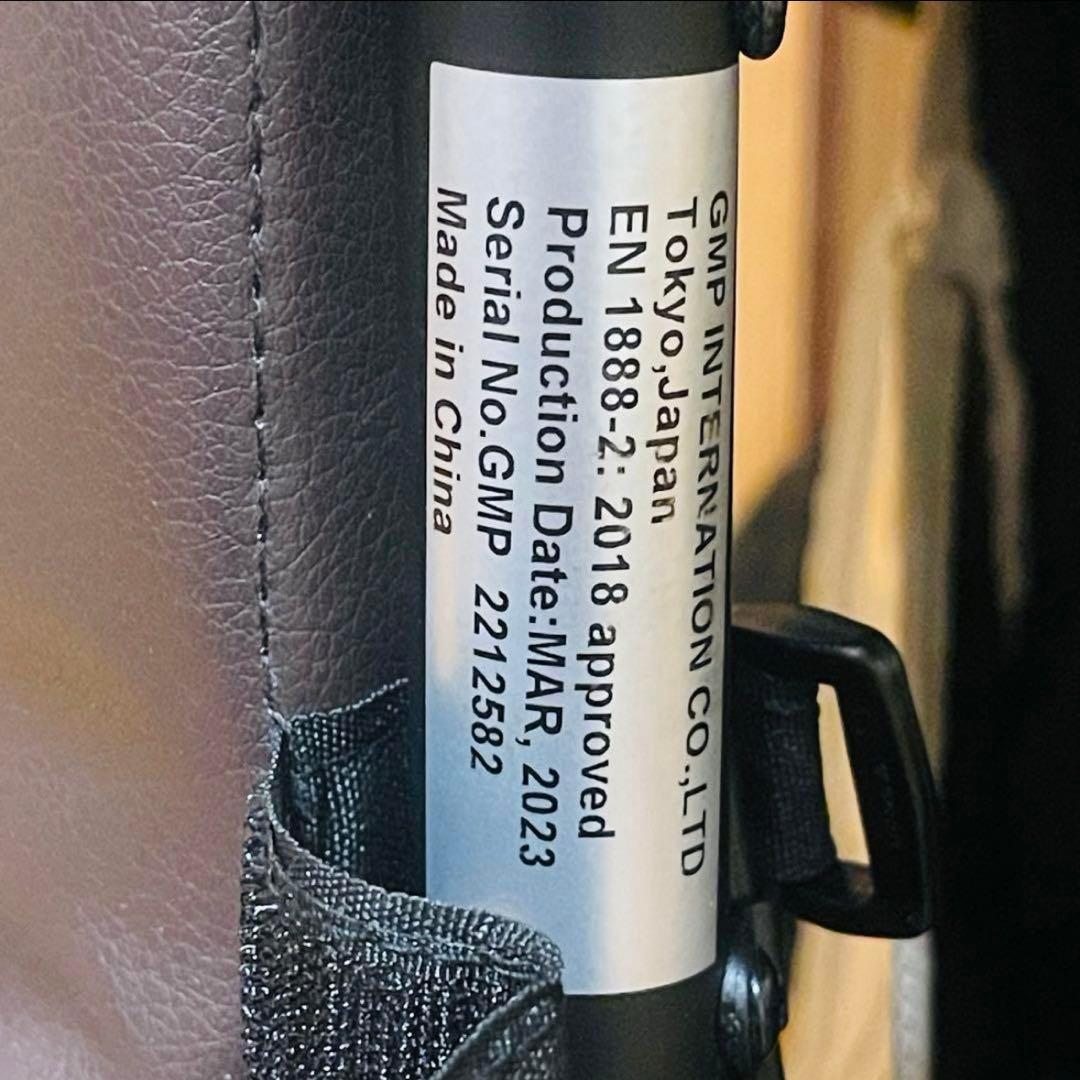 GMP INTERNATION CO.,LTD
Tokyo,Japan
EN 1888-2: 2018 approved
Production Date:MAR, 2023
Serial No.GMP 2212582
Made in China